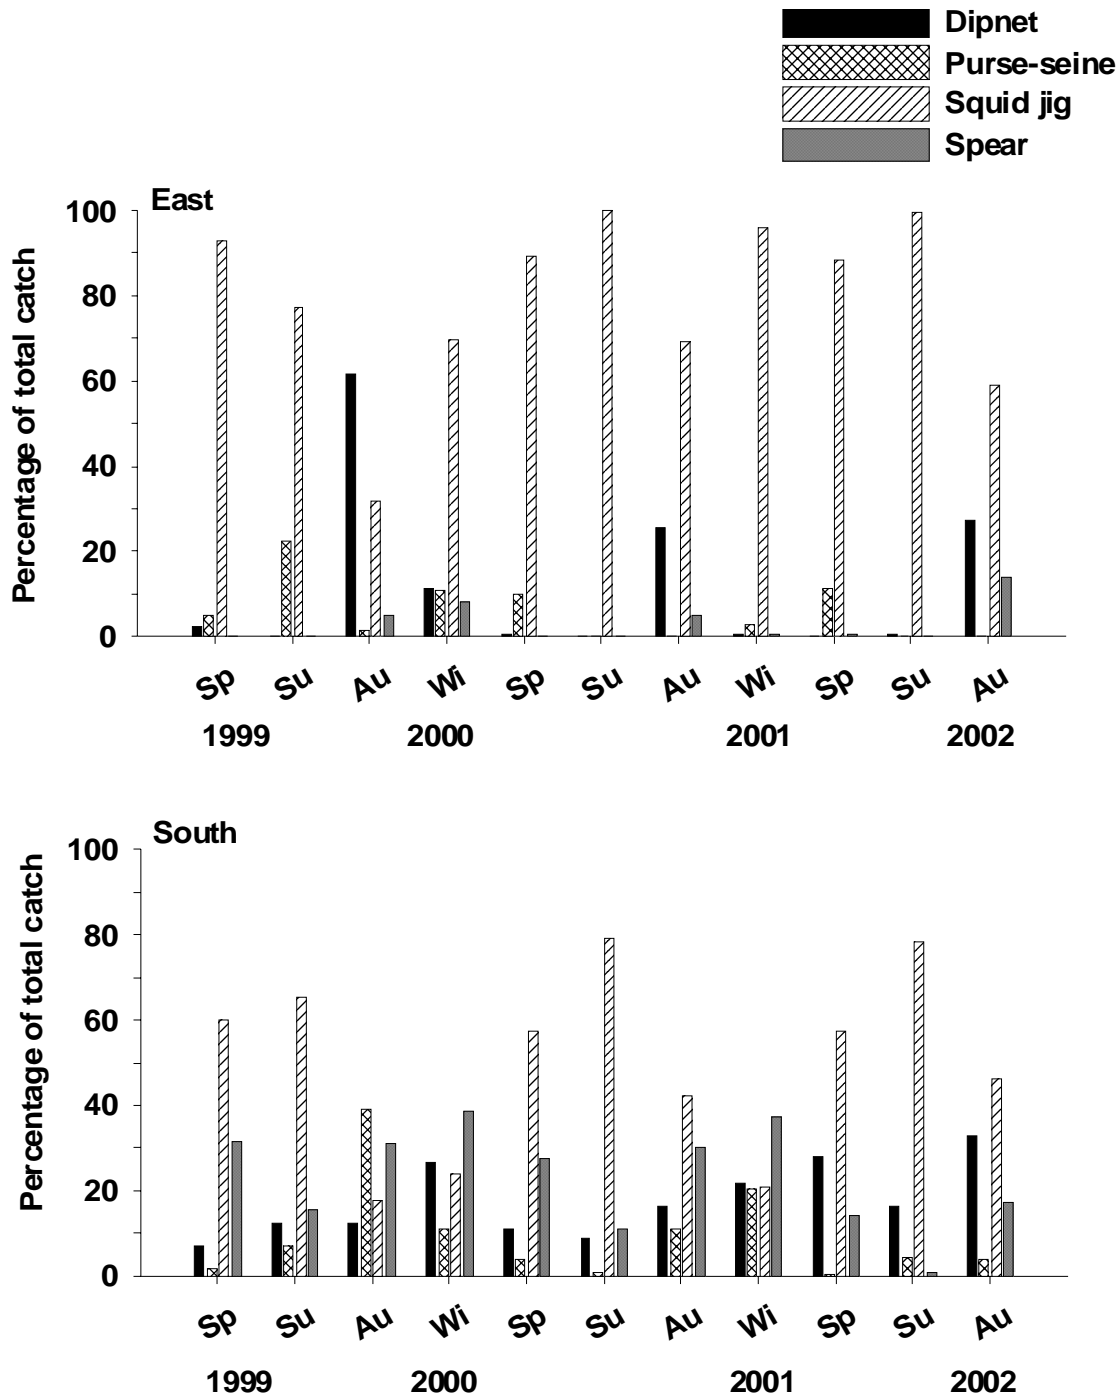 Dipnet
Purse-seine
Squid jig
Spear
East
Percentage of total catch
100
80
60
40
20
0
Sp Su Au Wi Sp Su Au Wi Sp Su Au
1999 2000 2001 2002
South
Percentage of total catch
100
80
60
40
20
0
Sp Su Au Wi Sp Su Au Wi Sp Su Au
1999 2000 2001 2002